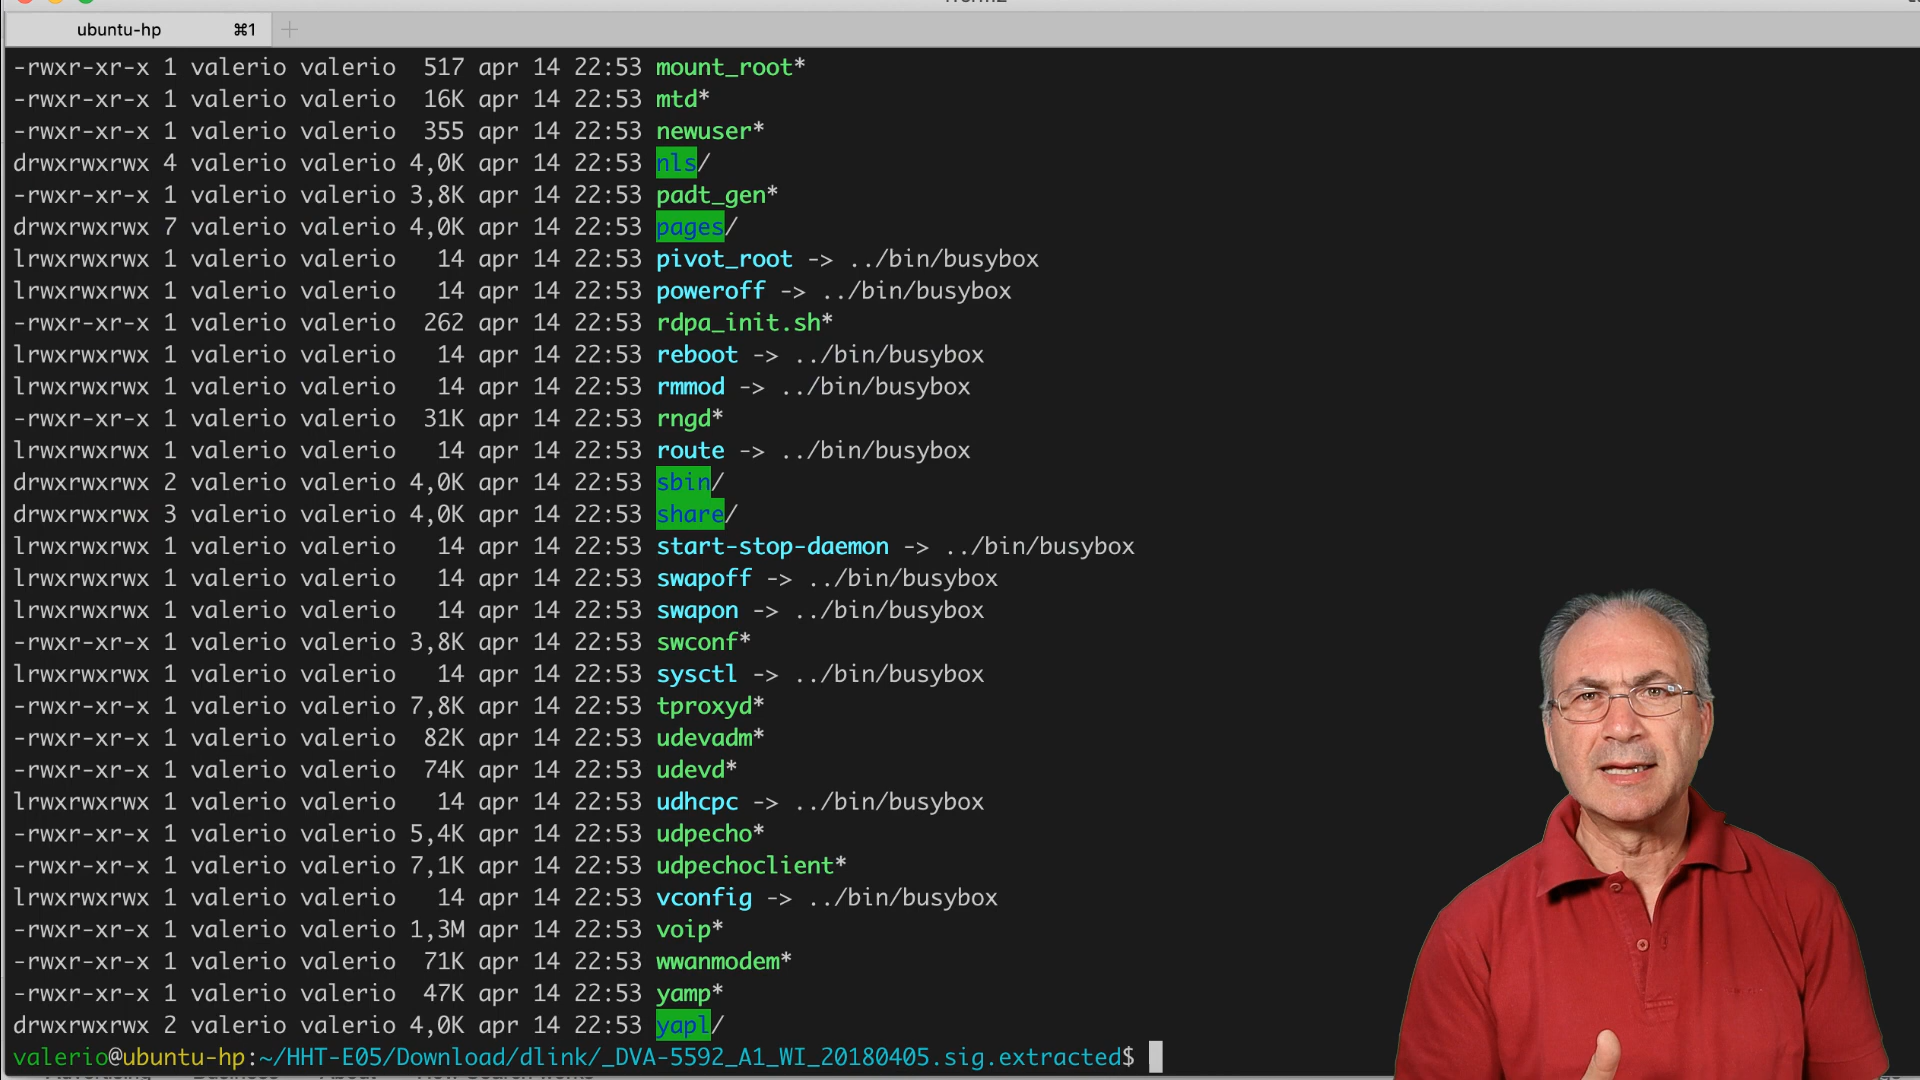 ubuntu-hp ⌘1 +
-rwxr-xr-x 1 valerio valerio 517 apr 14 22:53 mount_root*
-rwxr-xr-x 1 valerio valerio 16K apr 14 22:53 mtd*
-rwxr-xr-x 1 valerio valerio 355 apr 14 22:53 newuser*
drwxrwxrwx 4 valerio valerio 4,0K apr 14 22:53 nls/
-rwxr-xr-x 1 valerio valerio 3,8K apr 14 22:53 padt_gen*
drwxrwxrwx 7 valerio valerio 4,0K apr 14 22:53 pages/
lrwxrwxrwx 1 valerio valerio 14 apr 14 22:53 pivot_root -> ../bin/busybox
lrwxrwxrwx 1 valerio valerio 14 apr 14 22:53 poweroff -> ../bin/busybox
-rwxr-xr-x 1 valerio valerio 262 apr 14 22:53 rdpa_init.sh*
lrwxrwxrwx 1 valerio valerio 14 apr 14 22:53 reboot -> ../bin/busybox
lrwxrwxrwx 1 valerio valerio 14 apr 14 22:53 rmmod -> ../bin/busybox
-rwxr-xr-x 1 valerio valerio 31K apr 14 22:53 rngd*
lrwxrwxrwx 1 valerio valerio 14 apr 14 22:53 route -> ../bin/busybox
drwxrwxrwx 2 valerio valerio 4,0K apr 14 22:53 sbin/
drwxrwxrwx 3 valerio valerio 4,0K apr 14 22:53 share/
lrwxrwxrwx 1 valerio valerio 14 apr 14 22:53 start-stop-daemon -> ../bin/busybox
lrwxrwxrwx 1 valerio valerio 14 apr 14 22:53 swapoff -> ../bin/busybox
lrwxrwxrwx 1 valerio valerio 14 apr 14 22:53 swapon -> ../bin/busybox
-rwxr-xr-x 1 valerio valerio 3,8K apr 14 22:53 swconf*
lrwxrwxrwx 1 valerio valerio 14 apr 14 22:53 sysctl -> ../bin/busybox
-rwxr-xr-x 1 valerio valerio 7,8K apr 14 22:53 tproxyd*
-rwxr-xr-x 1 valerio valerio 82K apr 14 22:53 udevadm*
-rwxr-xr-x 1 valerio valerio 74K apr 14 22:53 udevd*
lrwxrwxrwx 1 valerio valerio 14 apr 14 22:53 udhcpc -> ../bin/busybox
-rwxr-xr-x 1 valerio valerio 5,4K apr 14 22:53 udpecho*
-rwxr-xr-x 1 valerio valerio 7,1K apr 14 22:53 udpechoclient*
lrwxrwxrwx 1 valerio valerio 14 apr 14 22:53 vconfig -> ../bin/busybox
-rwxr-xr-x 1 valerio valerio 1,3M apr 14 22:53 voip*
-rwxr-xr-x 1 valerio valerio 71K apr 14 22:53 wwanmodem*
-rwxr-xr-x 1 valerio valerio 47K apr 14 22:53 yamp*
drwxrwxrwx 2 valerio valerio 4,0K apr 14 22:53 yapl/
valerio@ubuntu-hp:~/HHT-E05/Download/dlink/_DVA-5592_A1_WI_20180405.sig.extracted$